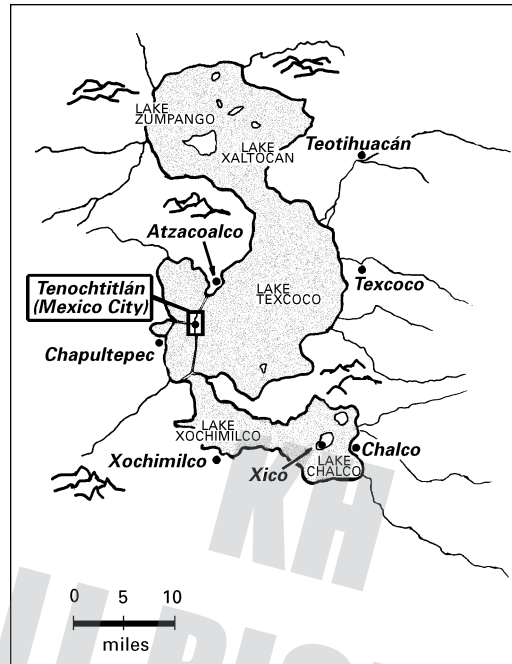 LAKE
ZUMPANGO
LAKE
XALTOCAN
Teotihuacán
Atzacoalco
Tenochtitlán
(Mexico City)
LAKE
TEXCOCO
Texcoco
Chapultepec
LAKE
XOCHIMILCO
Xochimilco
Xico
LAKE
CHALCO
Chalco
KH
0 5 10
miles